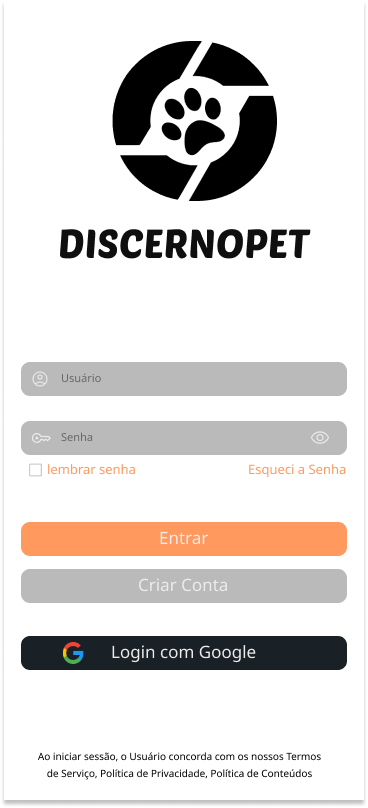 DISCERNOPET
Usuário
Senha
lembrar senha
Esqueci a Senha
Entrar
Criar Conta
Login com Google
Ao iniciar sessão, o Usuário concorda com os nossos Termos
de Serviço, Política de Privacidade, Política de Conteúdos